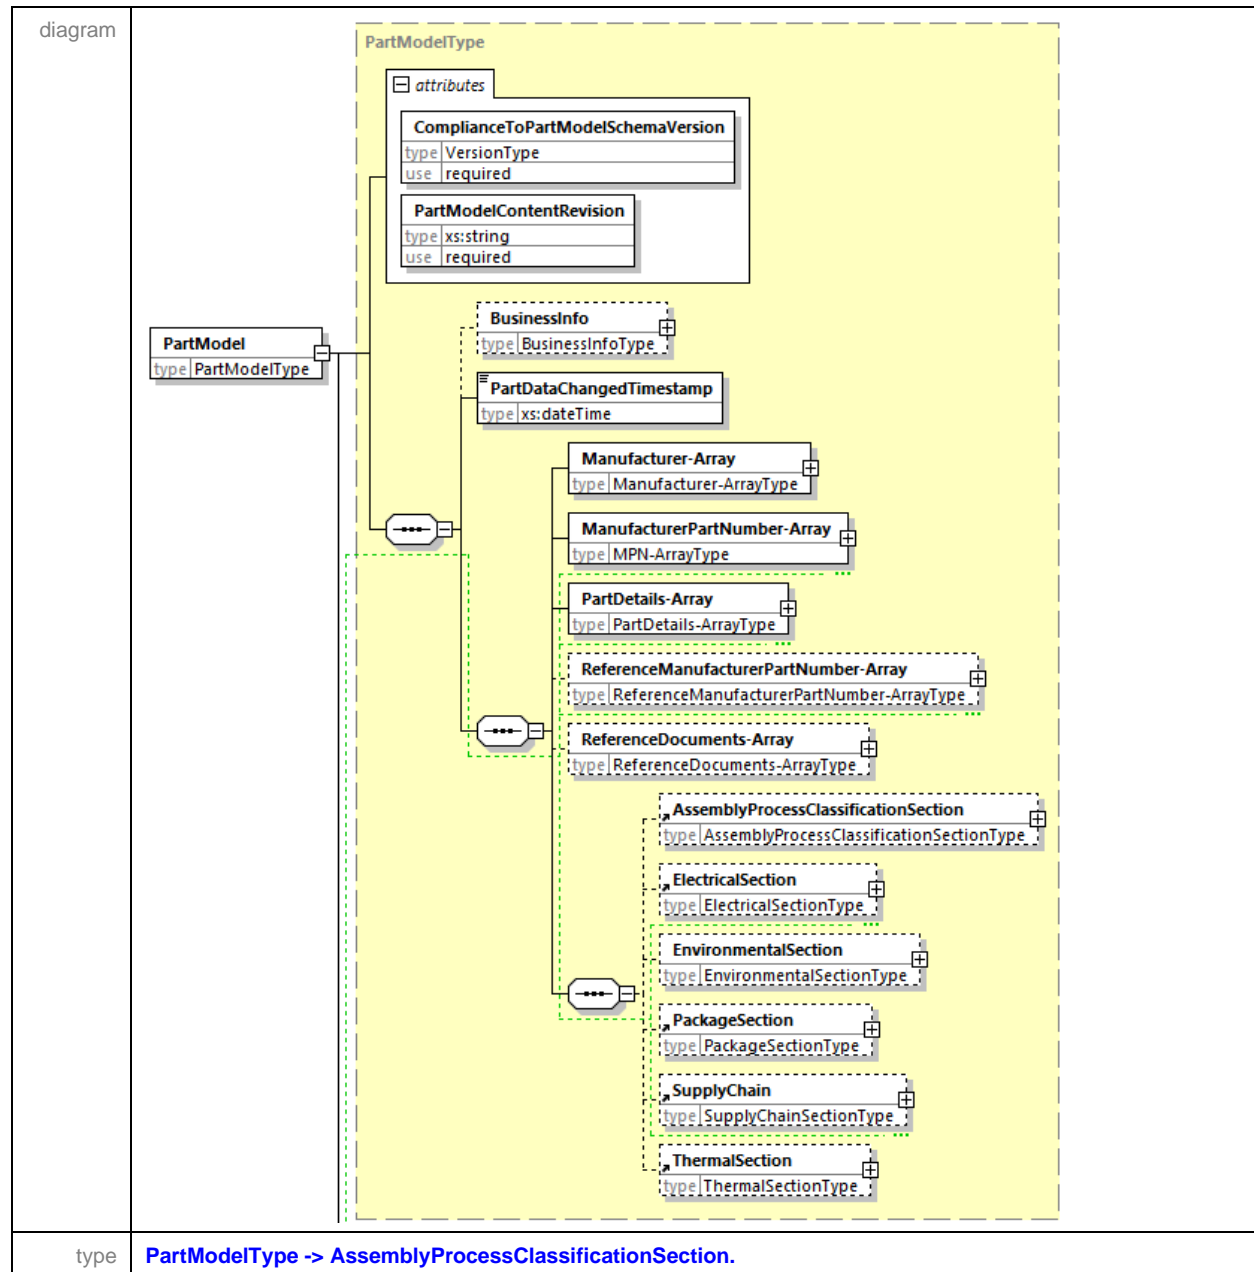 diagram
PartModelType
attributes
ComplianceToPartModelSchemaVersion
type VersionType
use required
PartModelContentRevision
type xs:string
use required
BusinessInfo
type BusinessInfoType
PartModel
type PartModelType
PartDataChangedTimestamp
type xs:dateTime
Manufacturer-Array
type Manufacturer-ArrayType
ManufacturerPartNumber-Array
type MPN-ArrayType
PartDetails-Array
type PartDetails-ArrayType
ReferenceManufacturerPartNumber-Array
type ReferenceManufacturerPartNumber-ArrayType
ReferenceDocuments-Array
type ReferenceDocuments-ArrayType
AssemblyProcessClassificationSection
type AssemblyProcessClassificationSectionType
ElectricalSection
type ElectricalSectionType
EnvironmentalSection
type EnvironmentalSectionType
PackageSection
type PackageSectionType
SupplyChain
type SupplyChainSectionType
ThermalSection
type ThermalSectionType
type PartModelType -> AssemblyProcessClassificationSection.